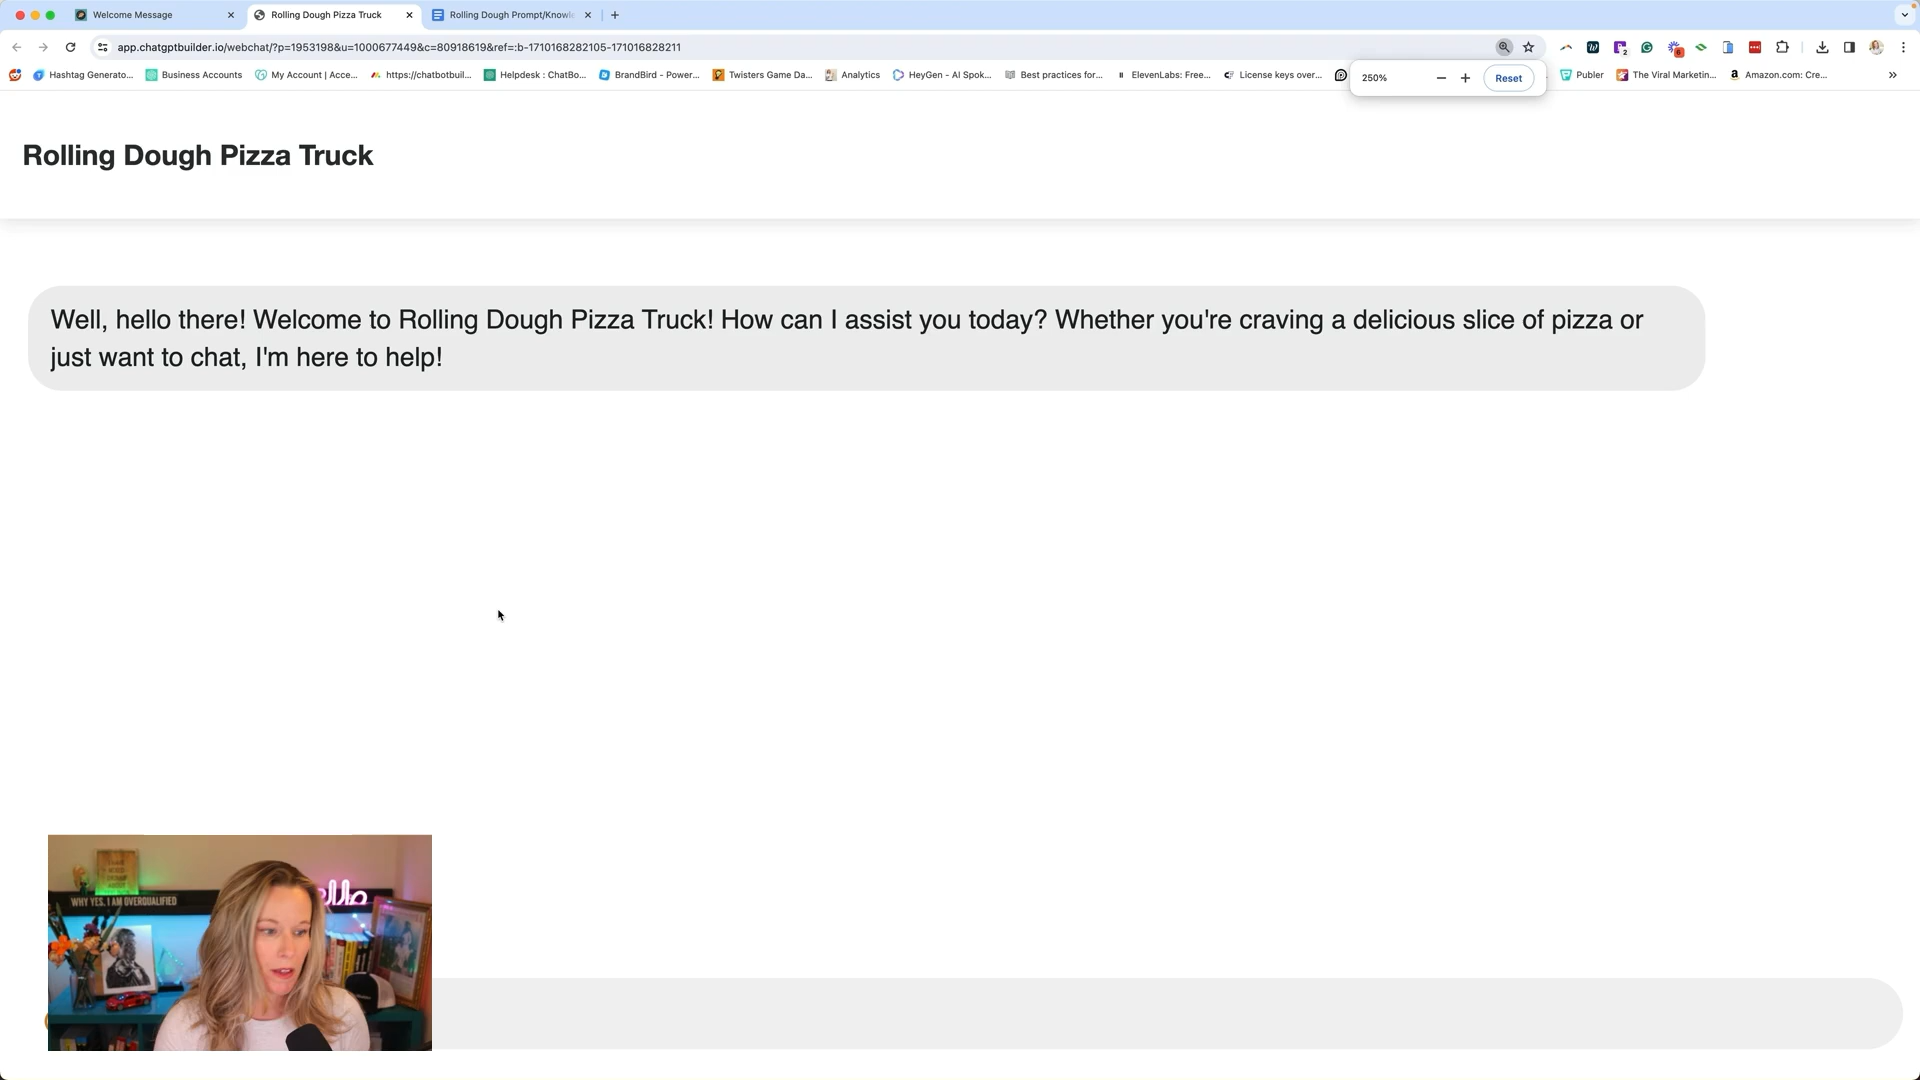 Welcome Message
Rolling Dough Pizza Truck
Rolling Dough Prompt/Knowle
app.chatgptbuilder.io/webchat/?p=1953198&u=1000677449&c=80918619&ref=:b-1710168282105-171016828211
Hashtag Generato...
Business Accounts
My Account | Acce...
https://chatbotbuil...
Helpdesk : ChatBo...
BrandBird - Power...
Twisters Game Da...
Analytics
HeyGen - AI Spok...
Best practices for...
ElevenLabs: Free...
License keys over...
Publer
The Viral Marketin...
Amazon.com: Cre...
250%
Reset
Rolling Dough Pizza Truck
Well, hello there! Welcome to Rolling Dough Pizza Truck! How can I assist you today? Whether you're craving a delicious slice of pizza or
just want to chat, I'm here to help!
WHY YES, I AM OVERQUALIFIED